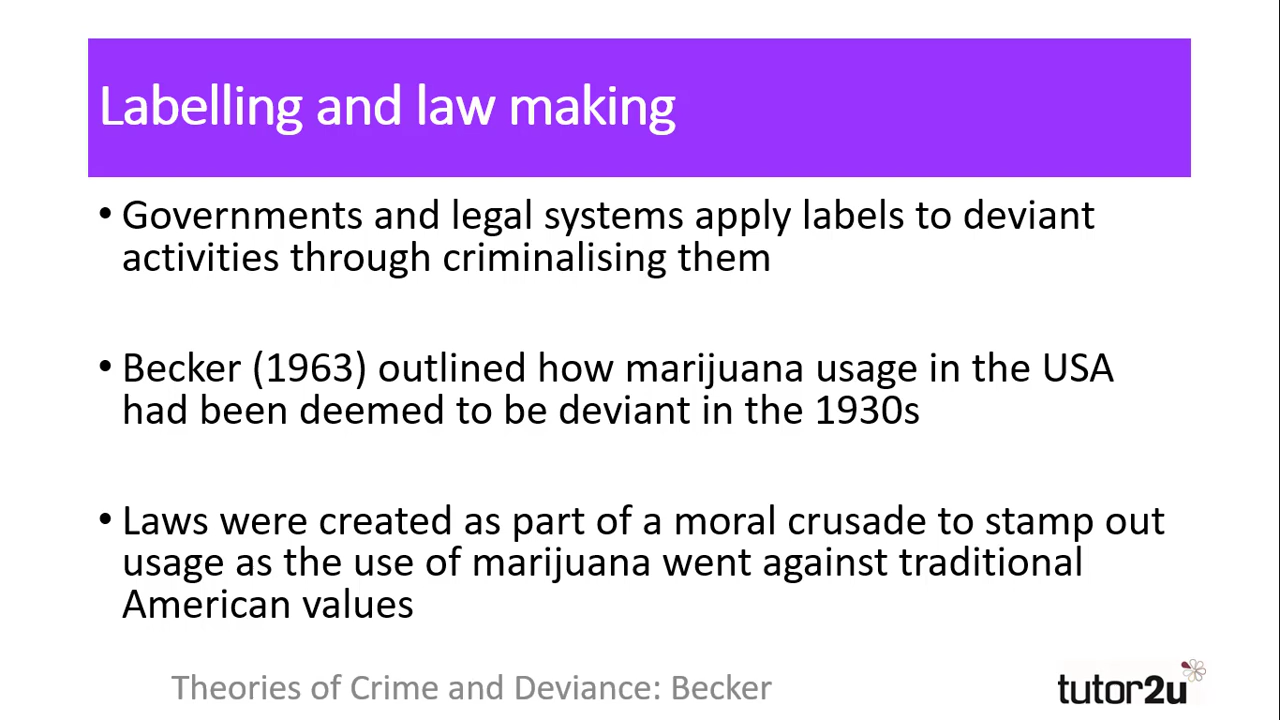 Labelling and law making
• Governments and legal systems apply labels to deviant
activities through criminalising them
• Becker (1963) outlined how marijuana usage in the USA
had been deemed to be deviant in the 1930s
• Laws were created as part of a moral crusade to stamp out
usage as the use of marijuana went against traditional
American values
Theories of Crime and Deviance: Becker
tutor2u